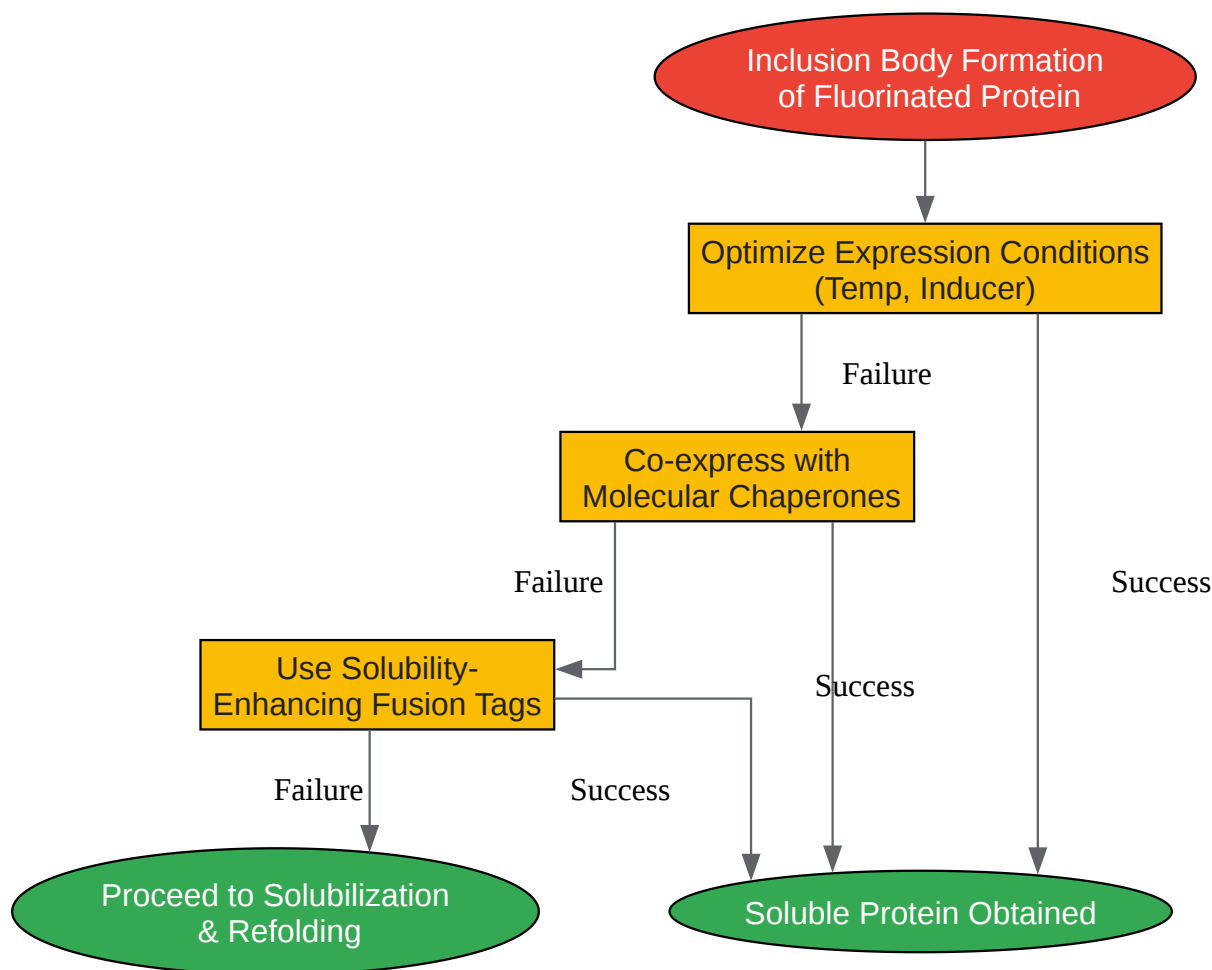 Inclusion Body Formation
of Fluorinated Protein
Optimize Expression Conditions
(Temp, Inducer)
Failure
Co-express with
Molecular Chaperones
Failure
Success
Use Solubility-
Enhancing Fusion Tags
Success
Failure
Success
Proceed to Solubilization
& Refolding
Soluble Protein Obtained